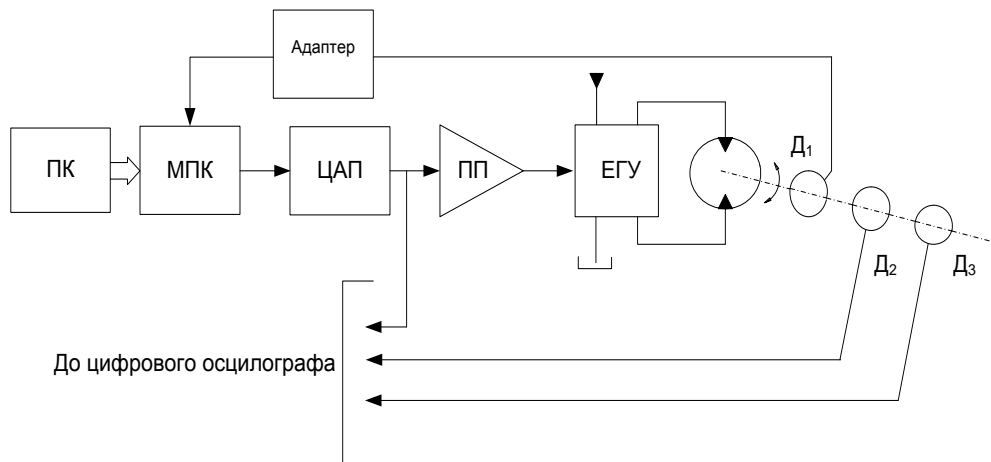 Адаптер
ПК
МПК
ЦАП
ПП
ЕГУ
Д1
Д2
Д3
До цифрового осцилографа